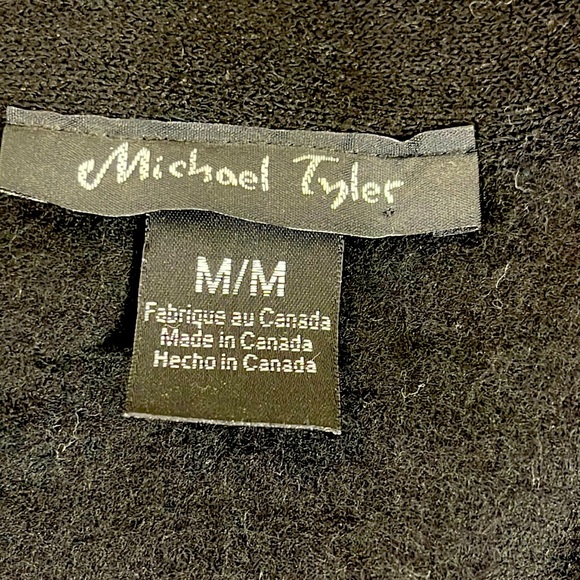 Michael Tyler
M/M
Fabrique au Canada
Made in Canada
Hecho in Canada